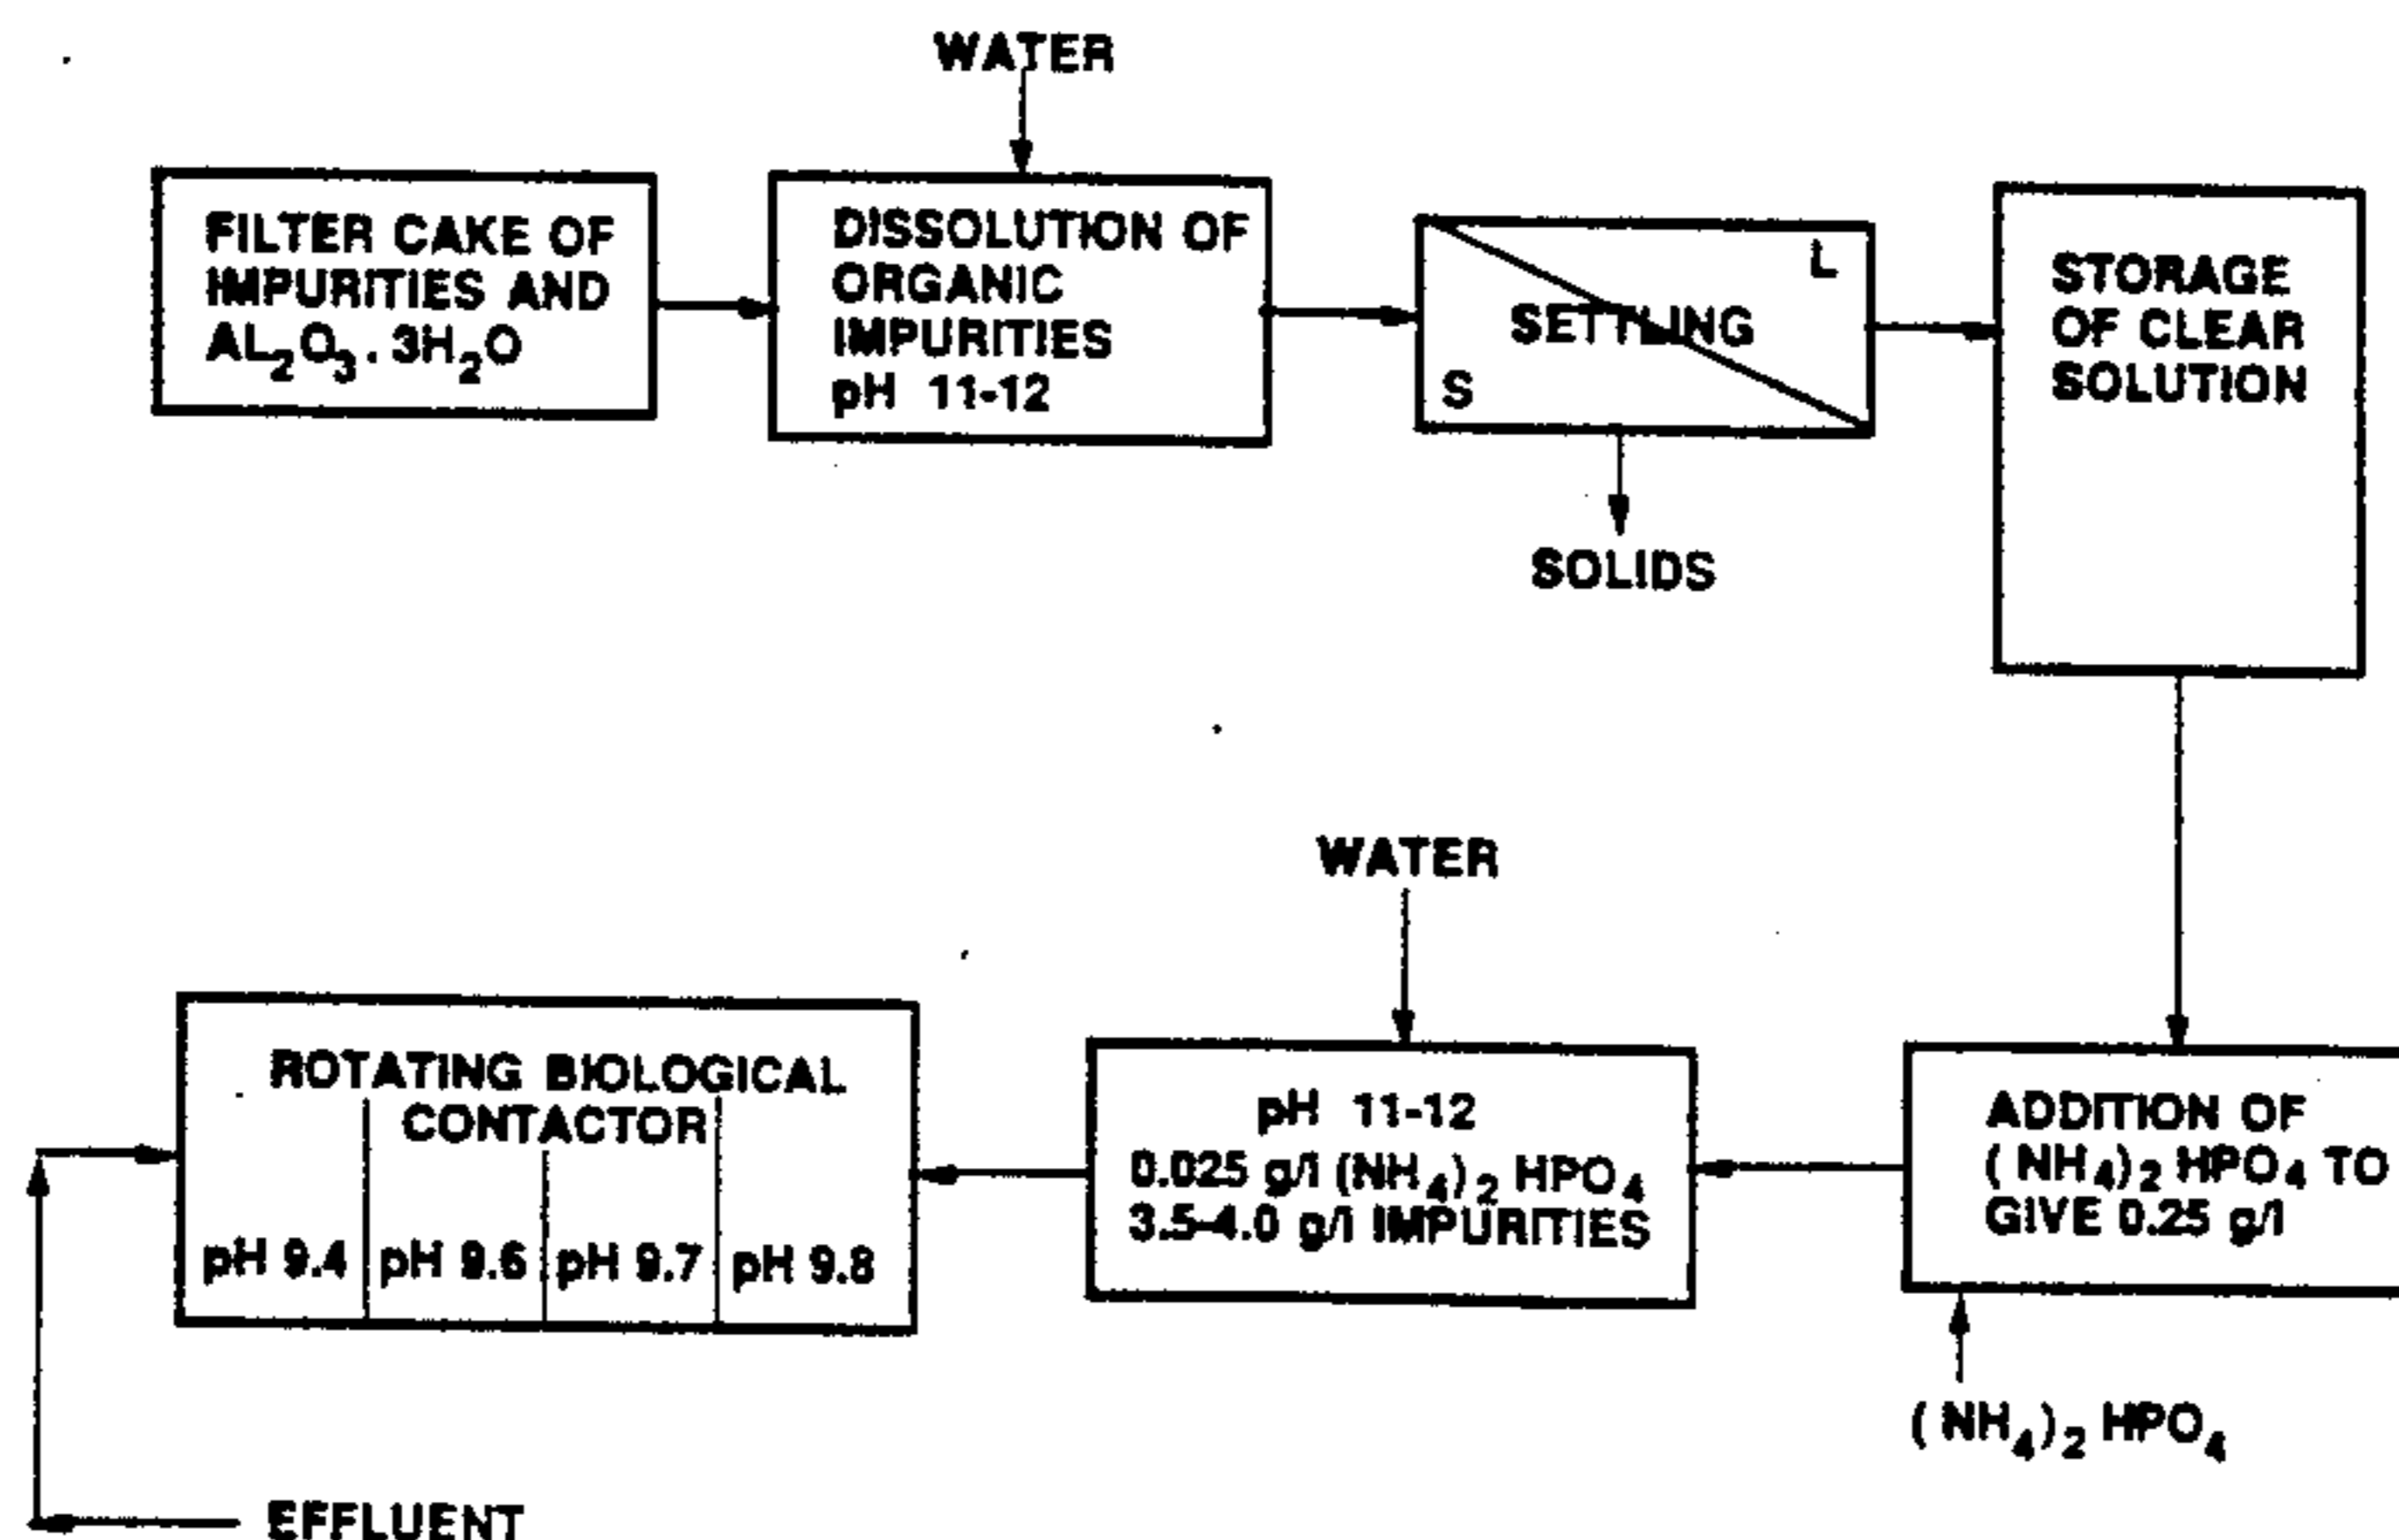 WATER
FILTER CAKE OF
IMPURITIES AND
AL₂O₃ . 3H₂O
DISSOLUTION OF
ORGANIC
IMPURITIES
pH 11-12
L
SETTLING
S
SOLIDS
STORAGE
OF CLEAR
SOLUTION
WATER
ROTATING BIOLOGICAL
CONTACTOR
pH 9.4 pH 9.6 pH 9.7 pH 9.8
pH 11-12
0.025 g/l (NH₄)₂ HPO₄
3.5-4.0 g/l IMPURITIES
ADDITION OF
( NH₄)₂ HPO₄ TO
GIVE 0.25 g/l
( NH₄)₂ HPO₄
EFFLUENT